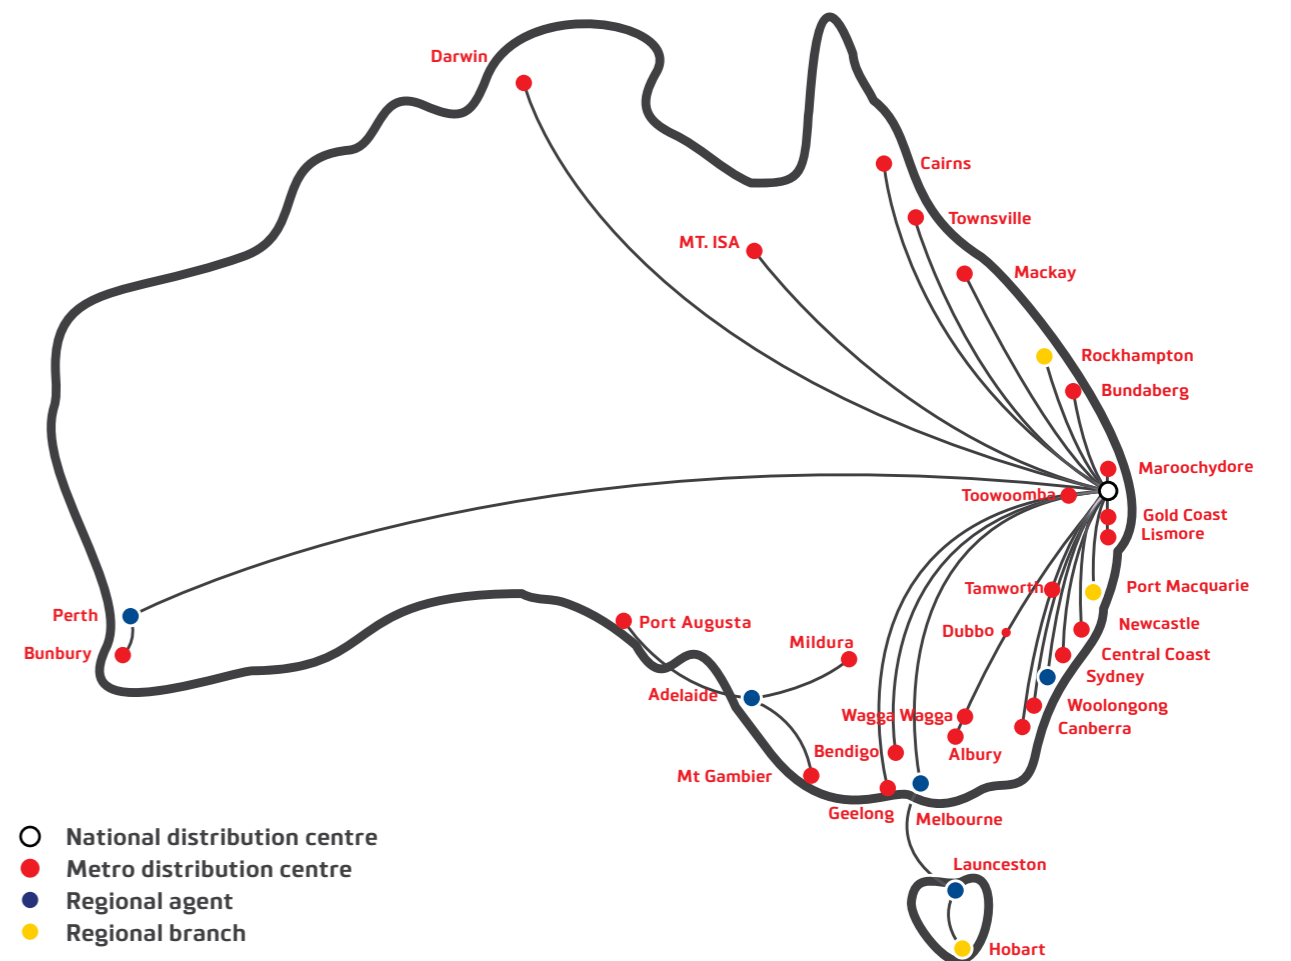 Darwin
Cairns
Townsville
MT. ISA
Mackay
Rockhampton
Bundaberg
Maroochydore
Toowoomba
Gold Coast
Lismore
Tamworth
Port Macquarie
Perth
Port Augusta
Newcastle
Dubbo
Mildura
Bunbury
Central Coast
Sydney
Adelaide
Woolongong
Wagga Wagga
Canberra
Bendigo
Albury
Mt Gambier
Geelong
Melbourne
National distribution centre
Launceston
Metro distribution centre
Regional agent
Regional branch
Hobart